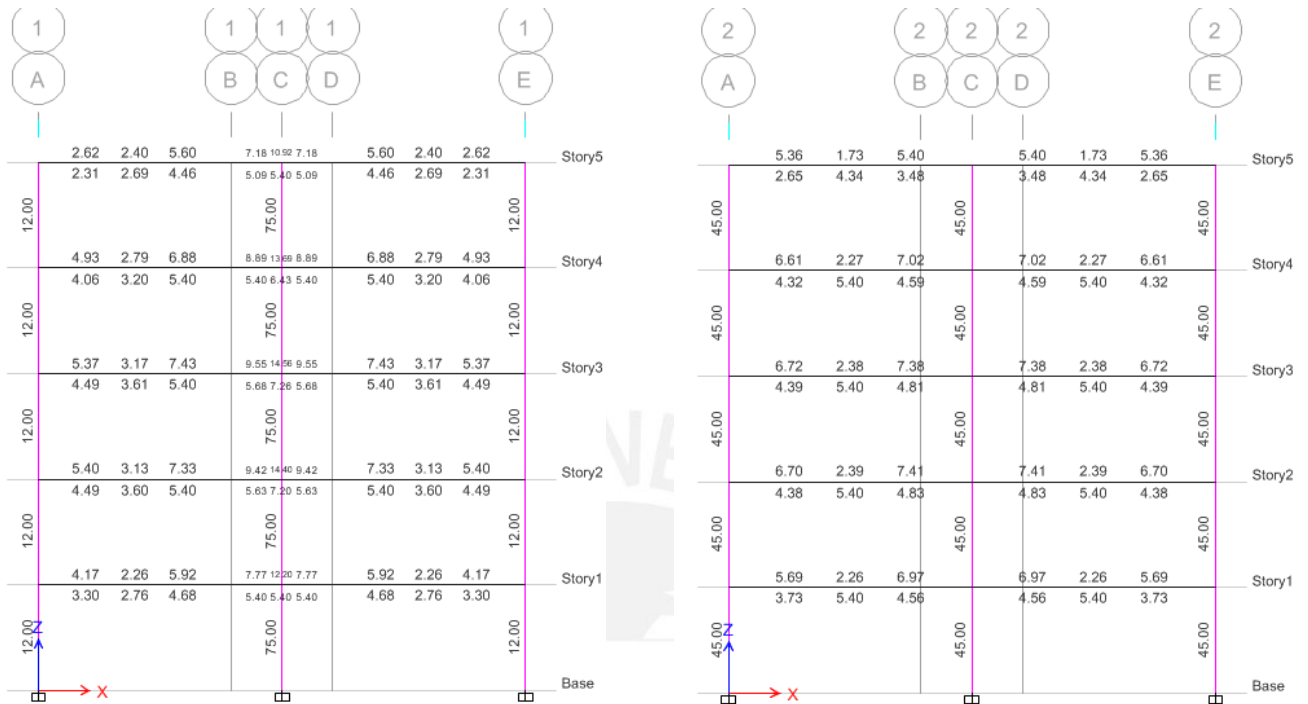 1 1 1 1 1
A B C D E
2.62 2.40 5.60 7.18 10.92 7.18 5.60 2.40 2.62 Story5
2.31 2.69 4.46 5.09 5.40 5.09 4.46 2.69 2.31
12.00 75.00 12.00
4.93 2.79 6.88 8.89 13.69 8.89 6.88 2.79 4.93 Story4
4.06 3.20 5.40 5.40 6.43 5.40 5.40 3.20 4.06
12.00 75.00 12.00
5.37 3.17 7.43 9.55 14.56 9.55 7.43 3.17 5.37 Story3
4.49 3.61 5.40 5.68 7.26 5.68 5.40 3.61 4.49
12.00 75.00 12.00
5.40 3.13 7.33 9.42 14.40 9.42 7.33 3.13 5.40 Story2
4.49 3.60 5.40 5.63 7.20 5.63 5.40 3.60 4.49
12.00 75.00 12.00
4.17 2.26 5.92 7.77 12.20 7.77 5.92 2.26 4.17 Story1
3.30 2.76 4.68 5.40 5.40 5.40 4.68 2.76 3.30
12.00 75.00 12.00
Z
X Base
2 2 2 2 2
A B C D E
5.36 1.73 5.40 5.40 1.73 5.36 Story5
2.65 4.34 3.48 3.48 4.34 2.65
45.00 45.00 45.00
6.61 2.27 7.02 7.02 2.27 6.61 Story4
4.32 5.40 4.59 4.59 5.40 4.32
45.00 45.00 45.00
6.72 2.38 7.38 7.38 2.38 6.72 Story3
4.39 5.40 4.81 4.81 5.40 4.39
45.00 45.00 45.00
6.70 2.39 7.41 7.41 2.39 6.70 Story2
4.38 5.40 4.83 4.83 5.40 4.38
45.00 45.00 45.00
5.69 2.26 6.97 6.97 2.26 5.69 Story1
3.73 5.40 4.56 4.56 5.40 3.73
45.00 45.00 45.00
Z
X Base